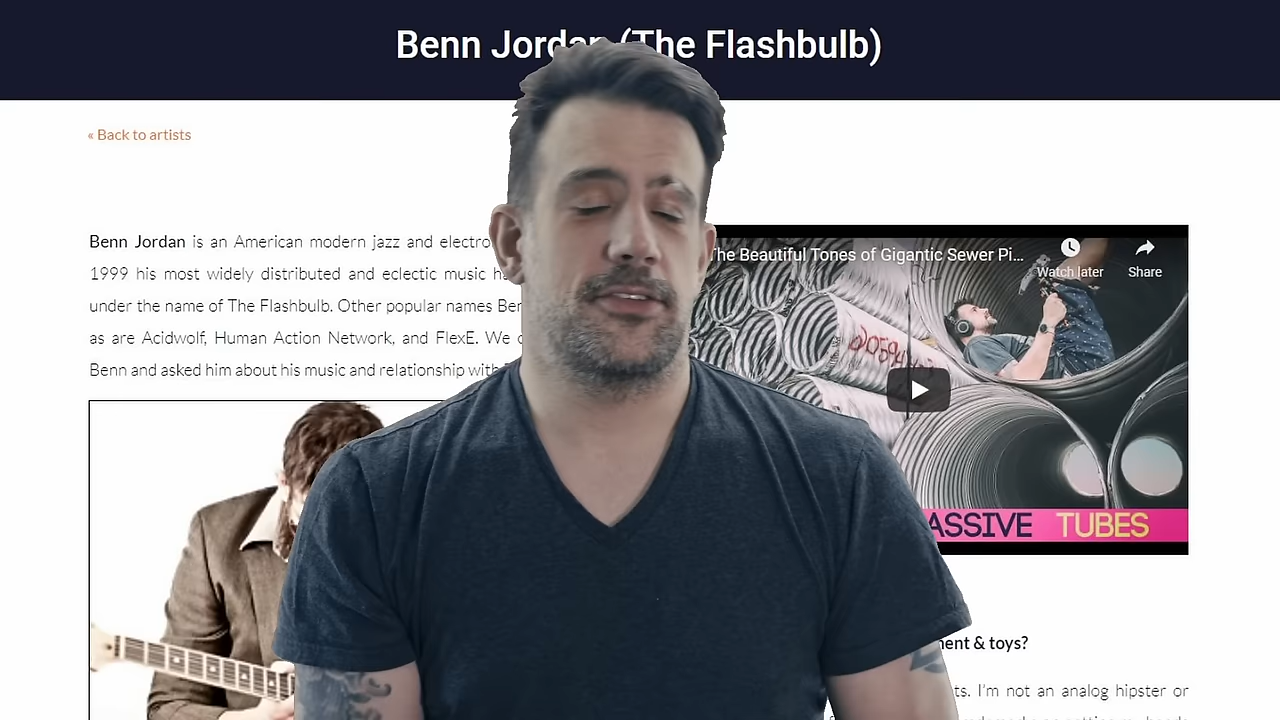 Benn Jordan (The Flashbulb)
« Back to artists
Benn Jordan is an American modern jazz and electro
1999 his most widely distributed and eclectic music
under the name of The Flashbulb. Other popular names
as are Acidwolf, Human Action Network, and FlexE. We
Benn and asked him about his music and relationship with
The Beautiful Tones of Gigantic Sewer Pi...
Watch later
Share
ASSIVE TUBES
ment & toys?
ts. I'm not an analog hipster or